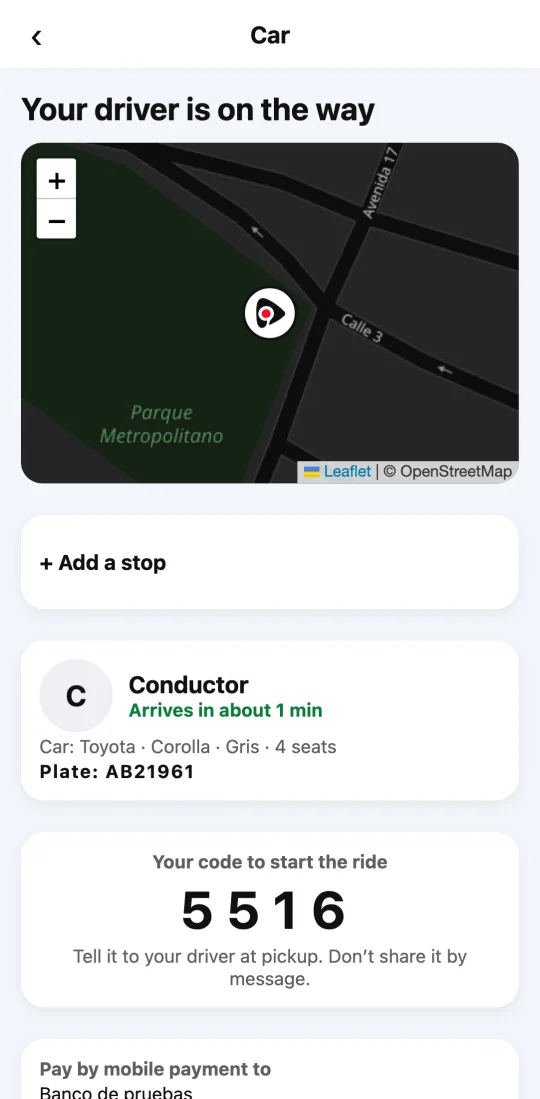 ‹ Car
Your driver is on the way
+
−
Avenida 17
Calle 3
Parque
Metropolitano
Leaflet | © OpenStreetMap
+ Add a stop
C
Conductor
Arrives in about 1 min
Car: Toyota · Corolla · Gris · 4 seats
Plate: AB21961
Your code to start the ride
5516
Tell it to your driver at pickup. Don’t share it by
message.
Pay by mobile payment to
Banco de pruebas